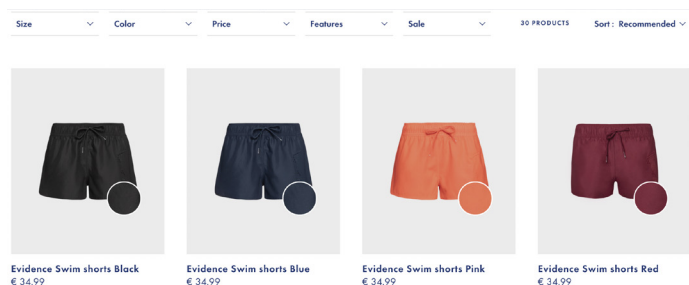 Size Color Price Features Sale 30 PRODUCTS Sort : Recommended
Evidence Swim shorts Black Evidence Swim shorts Blue Evidence Swim shorts Pink Evidence Swim shorts Red
€ 34.99 € 34.99 € 34.99 € 34.99